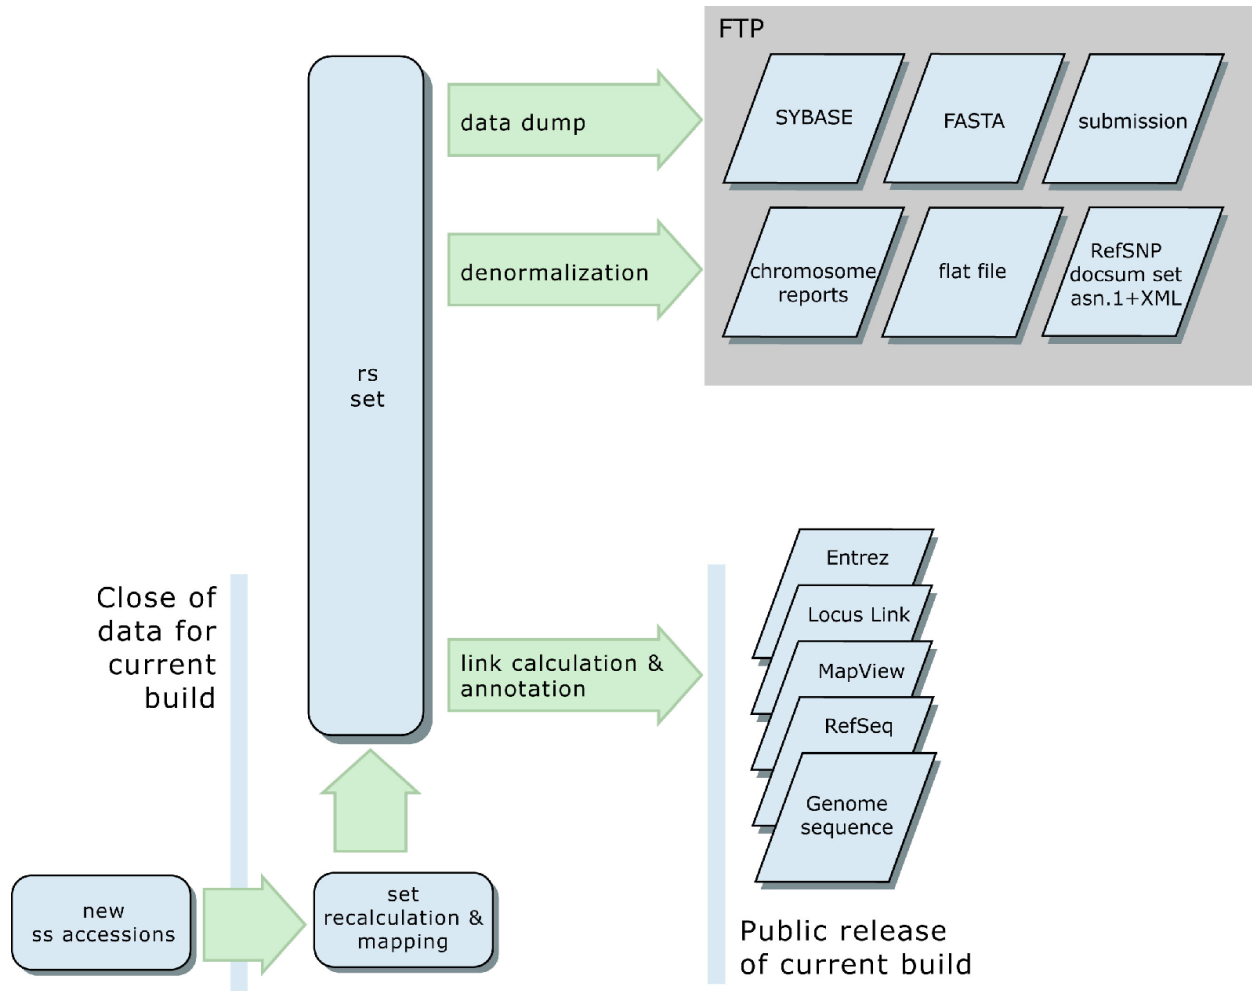 FTP
data dump
SYBASE
FASTA
submission
denormalization
chromosome
reports
flat file
RefSNP
docsum set
asn.1+XML
rs
set
Close of
data for
current
build
link calculation &
annotation
Entrez
Locus Link
MapView
RefSeq
Genome
sequence
new
ss accessions
set
recalculation &
mapping
Public release
of current build